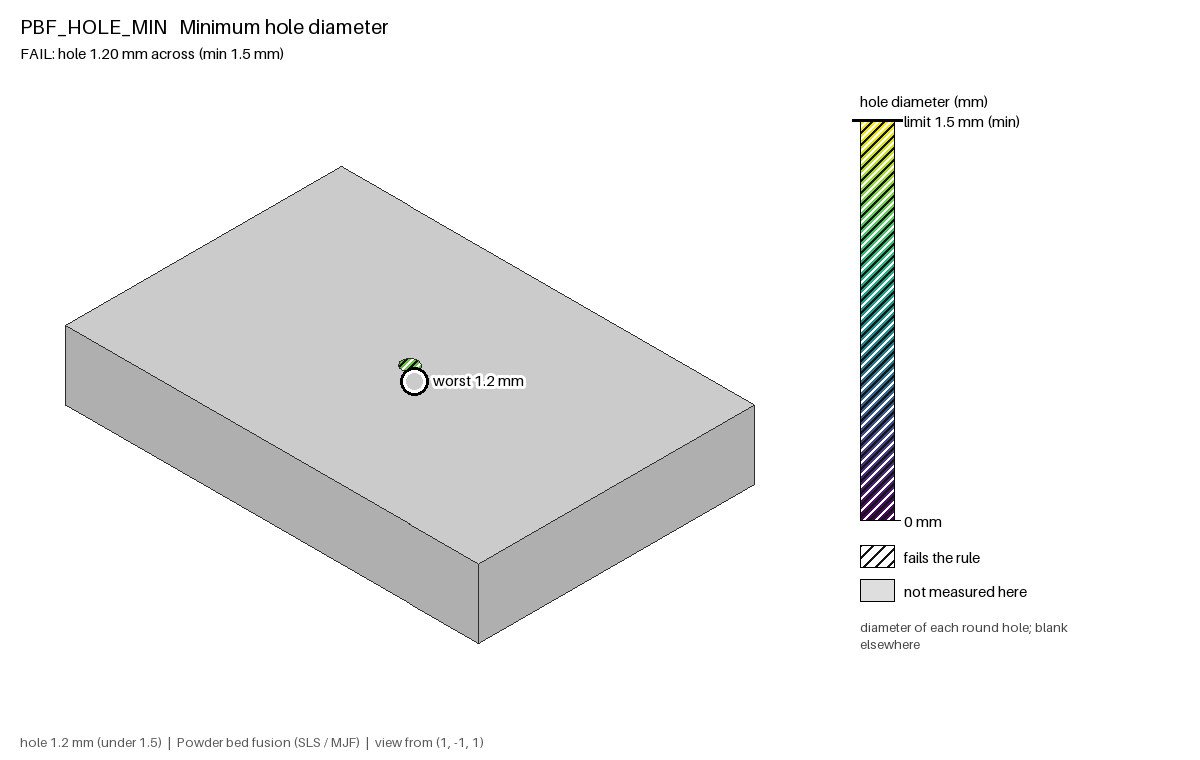 PBF_HOLE_MIN Minimum hole diameter
FAIL: hole 1.20 mm across (min 1.5 mm)
hole diameter (mm)
limit 1.5 mm (min)
worst 1.2 mm
0 mm
fails the rule
not measured here
diameter of each round hole; blank
elsewhere
hole 1.2 mm (under 1.5) | Powder bed fusion (SLS / MJF) | view from (1, -1, 1)